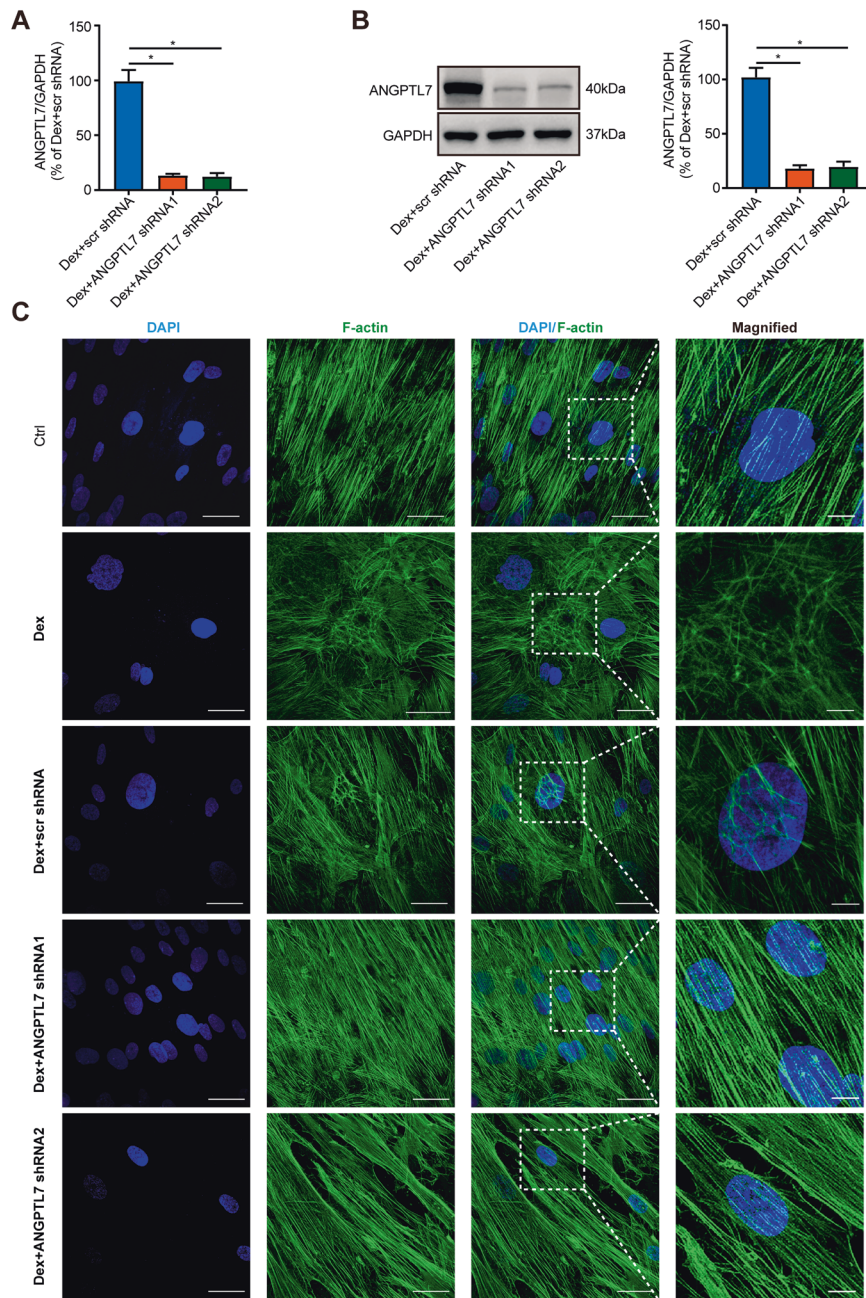 A
ANGPTL7/GAPDH
(% of Dex+scr shRNA)
150
100
50
0
*
*
Dex+scr shRNA
Dex+ANGPTL7 shRNA1
Dex+ANGPTL7 shRNA2
B
ANGPTL7
40kDa
GAPDH
37kDa
Dex+scr shRNA
Dex+ANGPTL7 shRNA1
Dex+ANGPTL7 shRNA2
ANGPTL7/GAPDH
(% of Dex+scr shRNA)
150
100
50
0
*
*
Dex+scr shRNA
Dex+ANGPTL7 shRNA1
Dex+ANGPTL7 shRNA2
C
DAPI F-actin DAPI/F-actin Magnified
Ctrl
Dex
Dex+scr shRNA
Dex+ANGPTL7 shRNA1
Dex+ANGPTL7 shRNA2